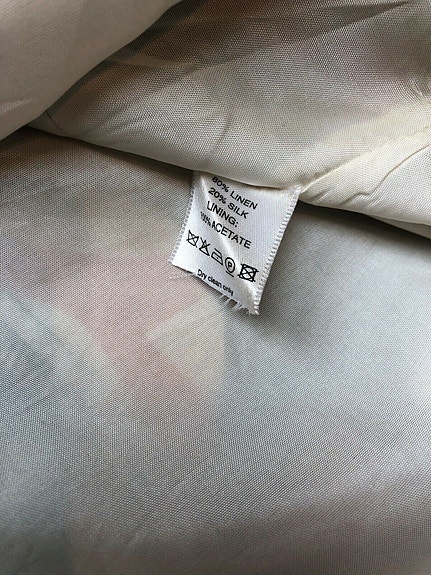 80% LINEN
20% SILK
LINING:
100% ACETATE
P
Dry clean only